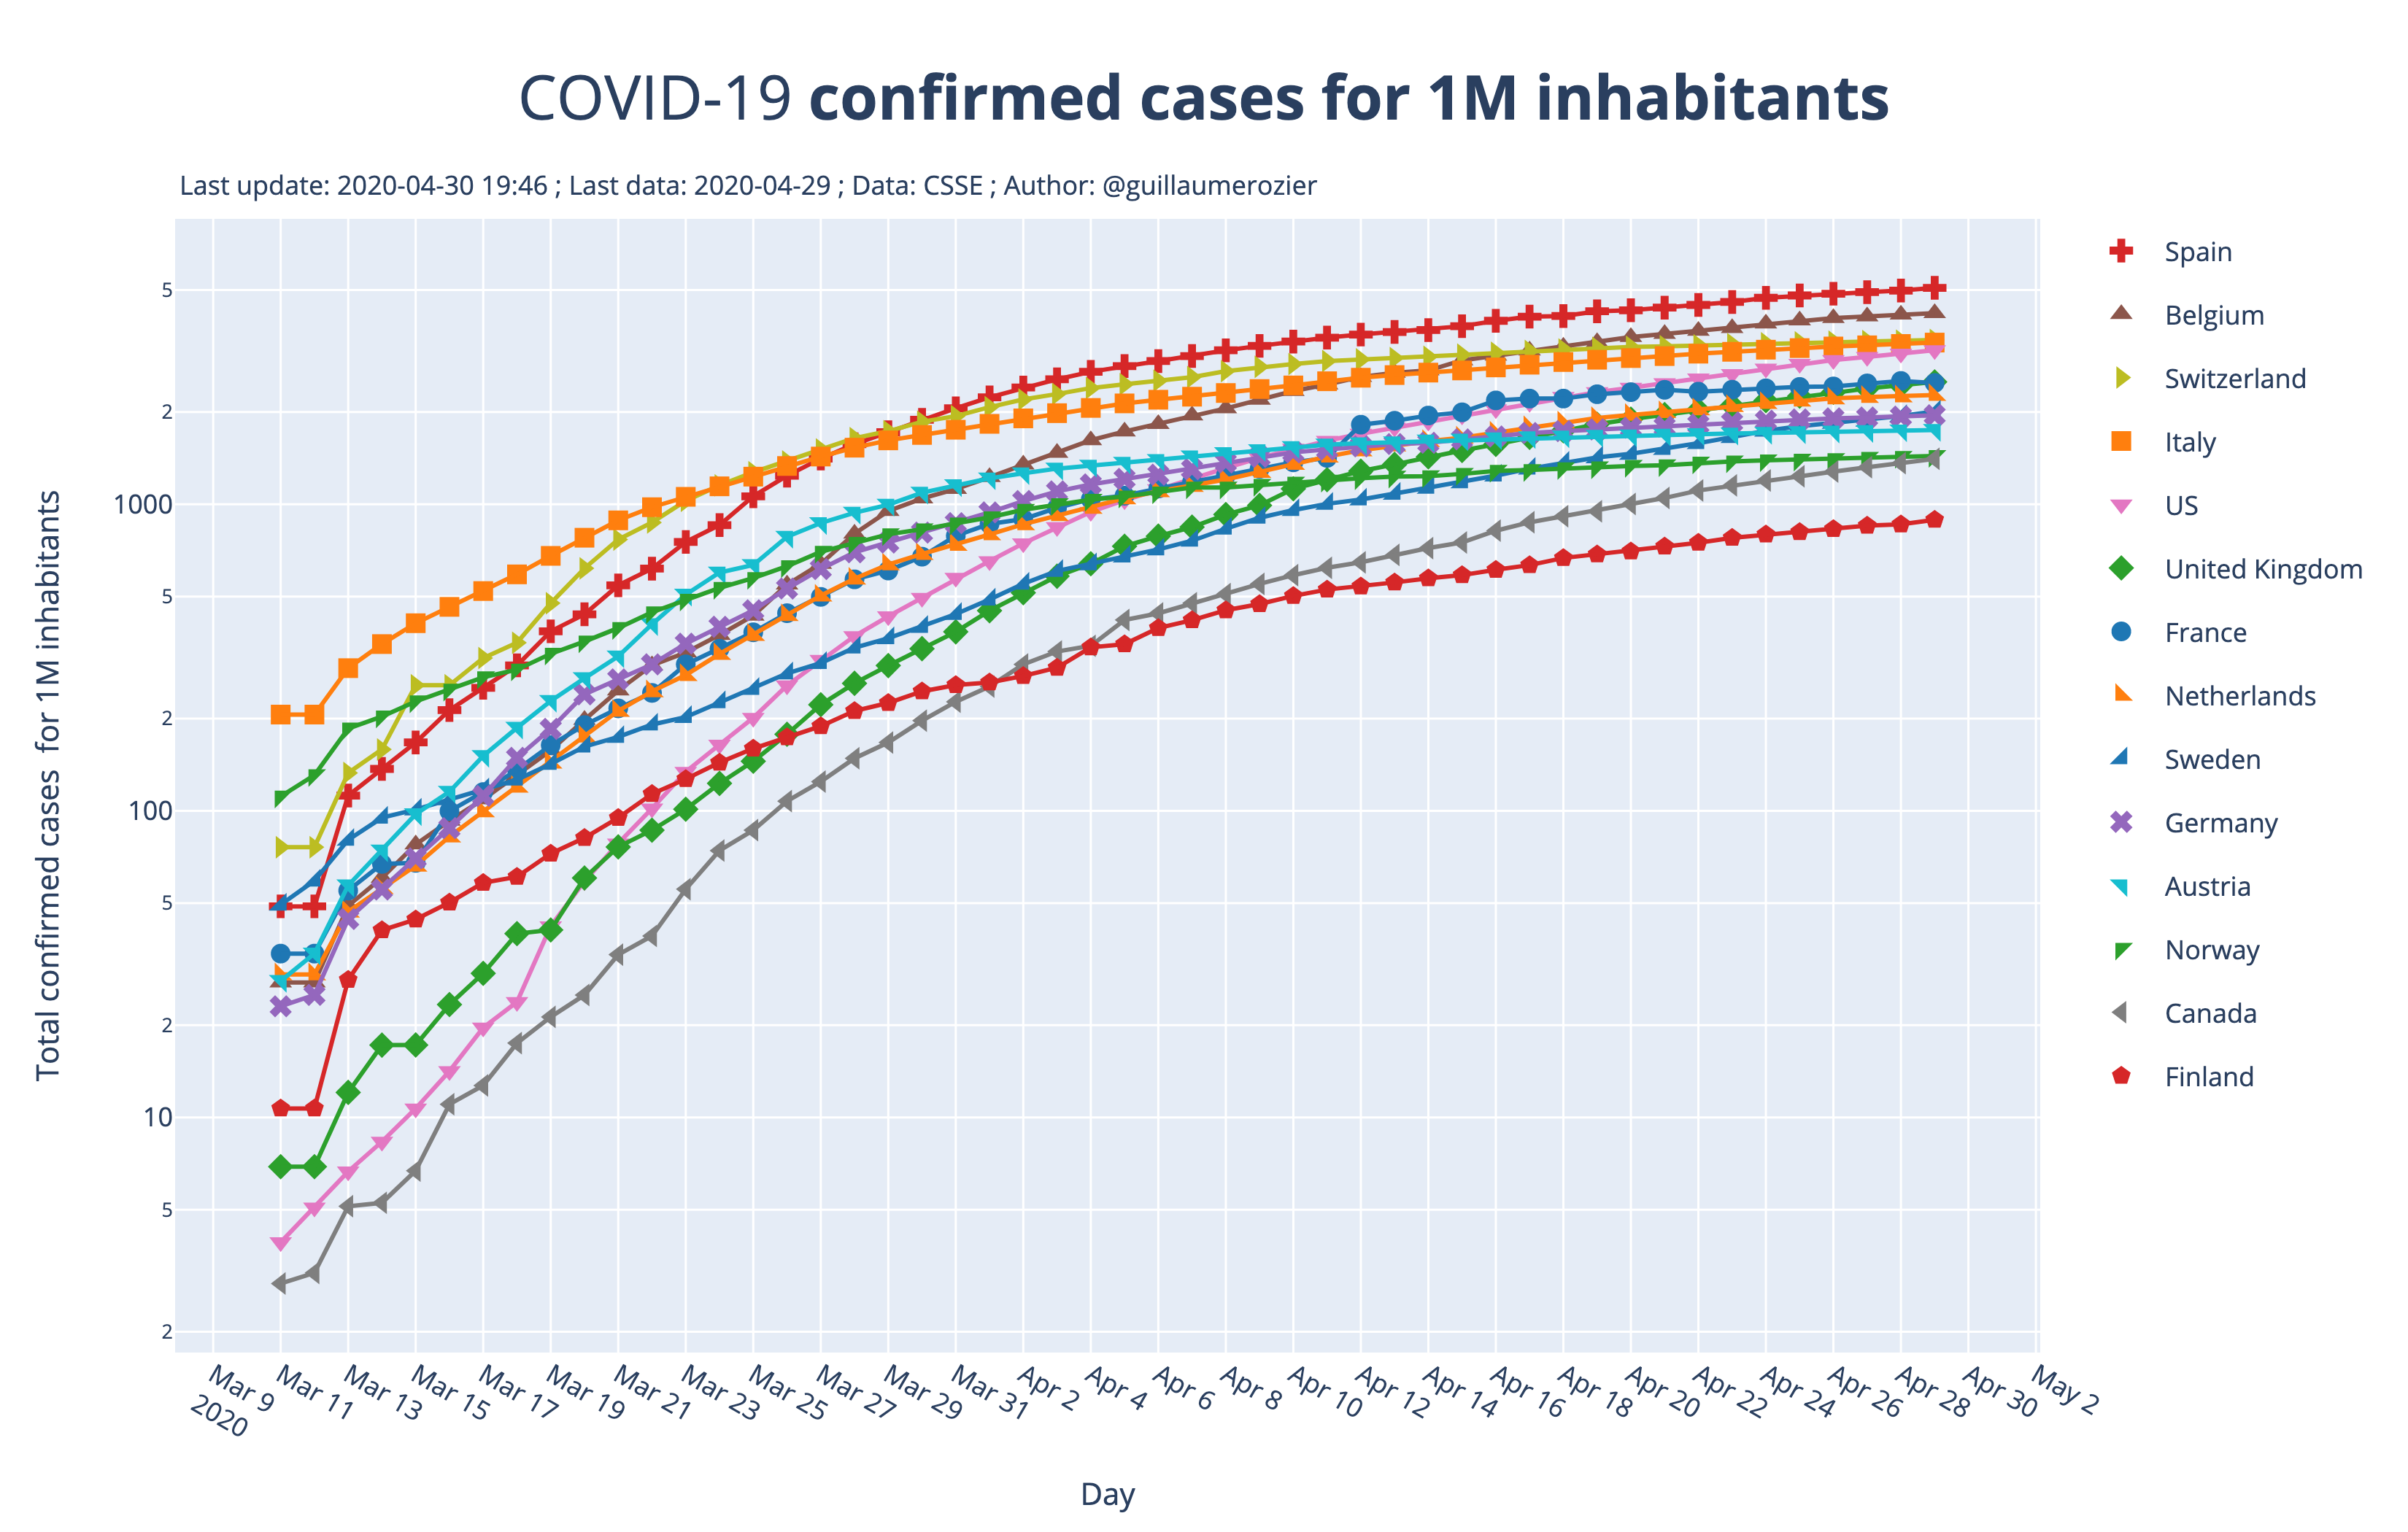 COVID-19 confirmed cases for 1M inhabitants
Last update: 2020-04-30 19:46 ; Last data: 2020-04-29 ; Data: CSSE ; Author: @guillaumerozier
Total confirmed cases for 1M inhabitants
5
2
1000
5
2
100
5
2
10
5
2
Mar 9
2020
Mar 11
Mar 13
Mar 15
Mar 17
Mar 19
Mar 21
Mar 23
Mar 25
Mar 27
Mar 29
Mar 31
Apr 2
Apr 4
Apr 6
Apr 8
Apr 10
Apr 12
Apr 14
Apr 16
Apr 18
Apr 20
Apr 22
Apr 24
Apr 26
Apr 28
Apr 30
May 2
Day
Spain
Belgium
Switzerland
Italy
US
United Kingdom
France
Netherlands
Sweden
Germany
Austria
Norway
Canada
Finland